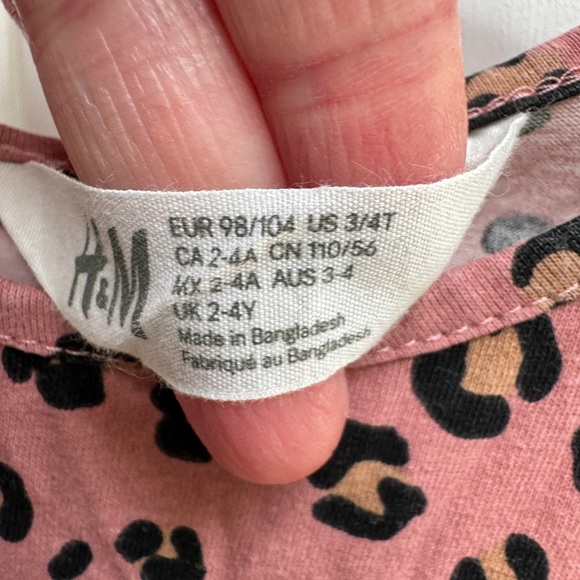 H&M
EUR 98/104 US 3/4T
CA 2-4A CN 110/56
MX 2-4A AUS 3-4
UK 2-4Y
Made in Bangladesh
Fabriqué au Bangladesh